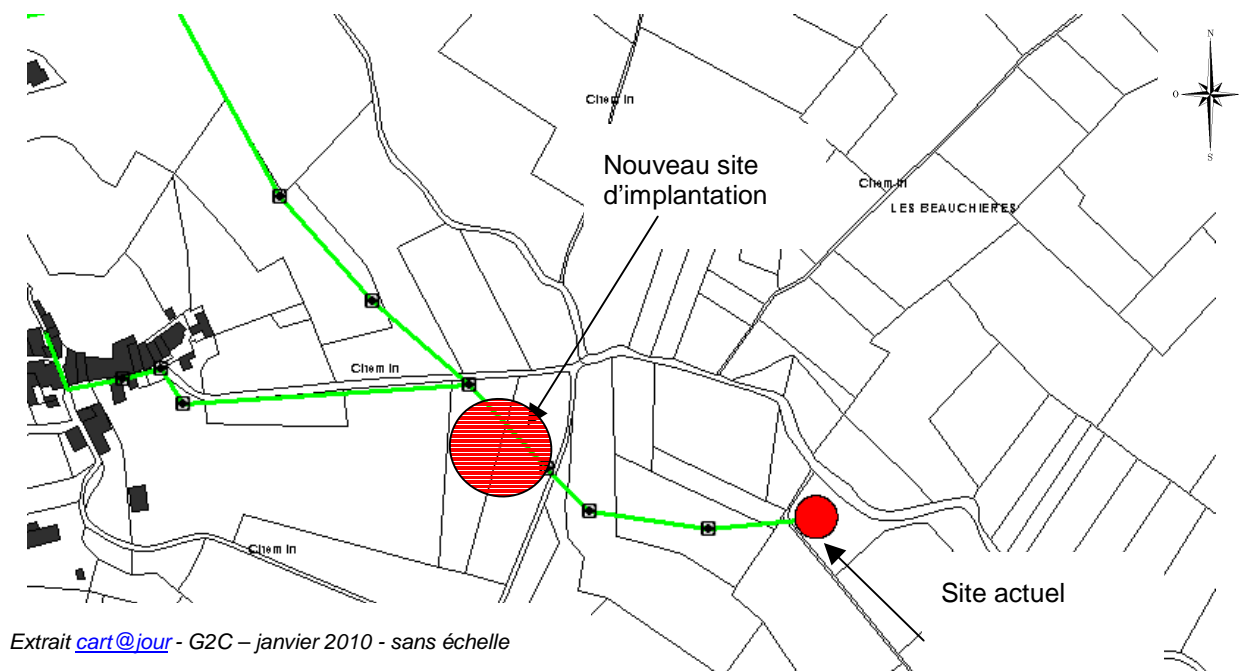 N
O
S
Chemin
Nouveau site
d'implantation
Chemin
LES BEAUCHIERES
Chemin
Chemin
Site actuel
Extrait cart@jour - G2C – janvier 2010 - sans échelle